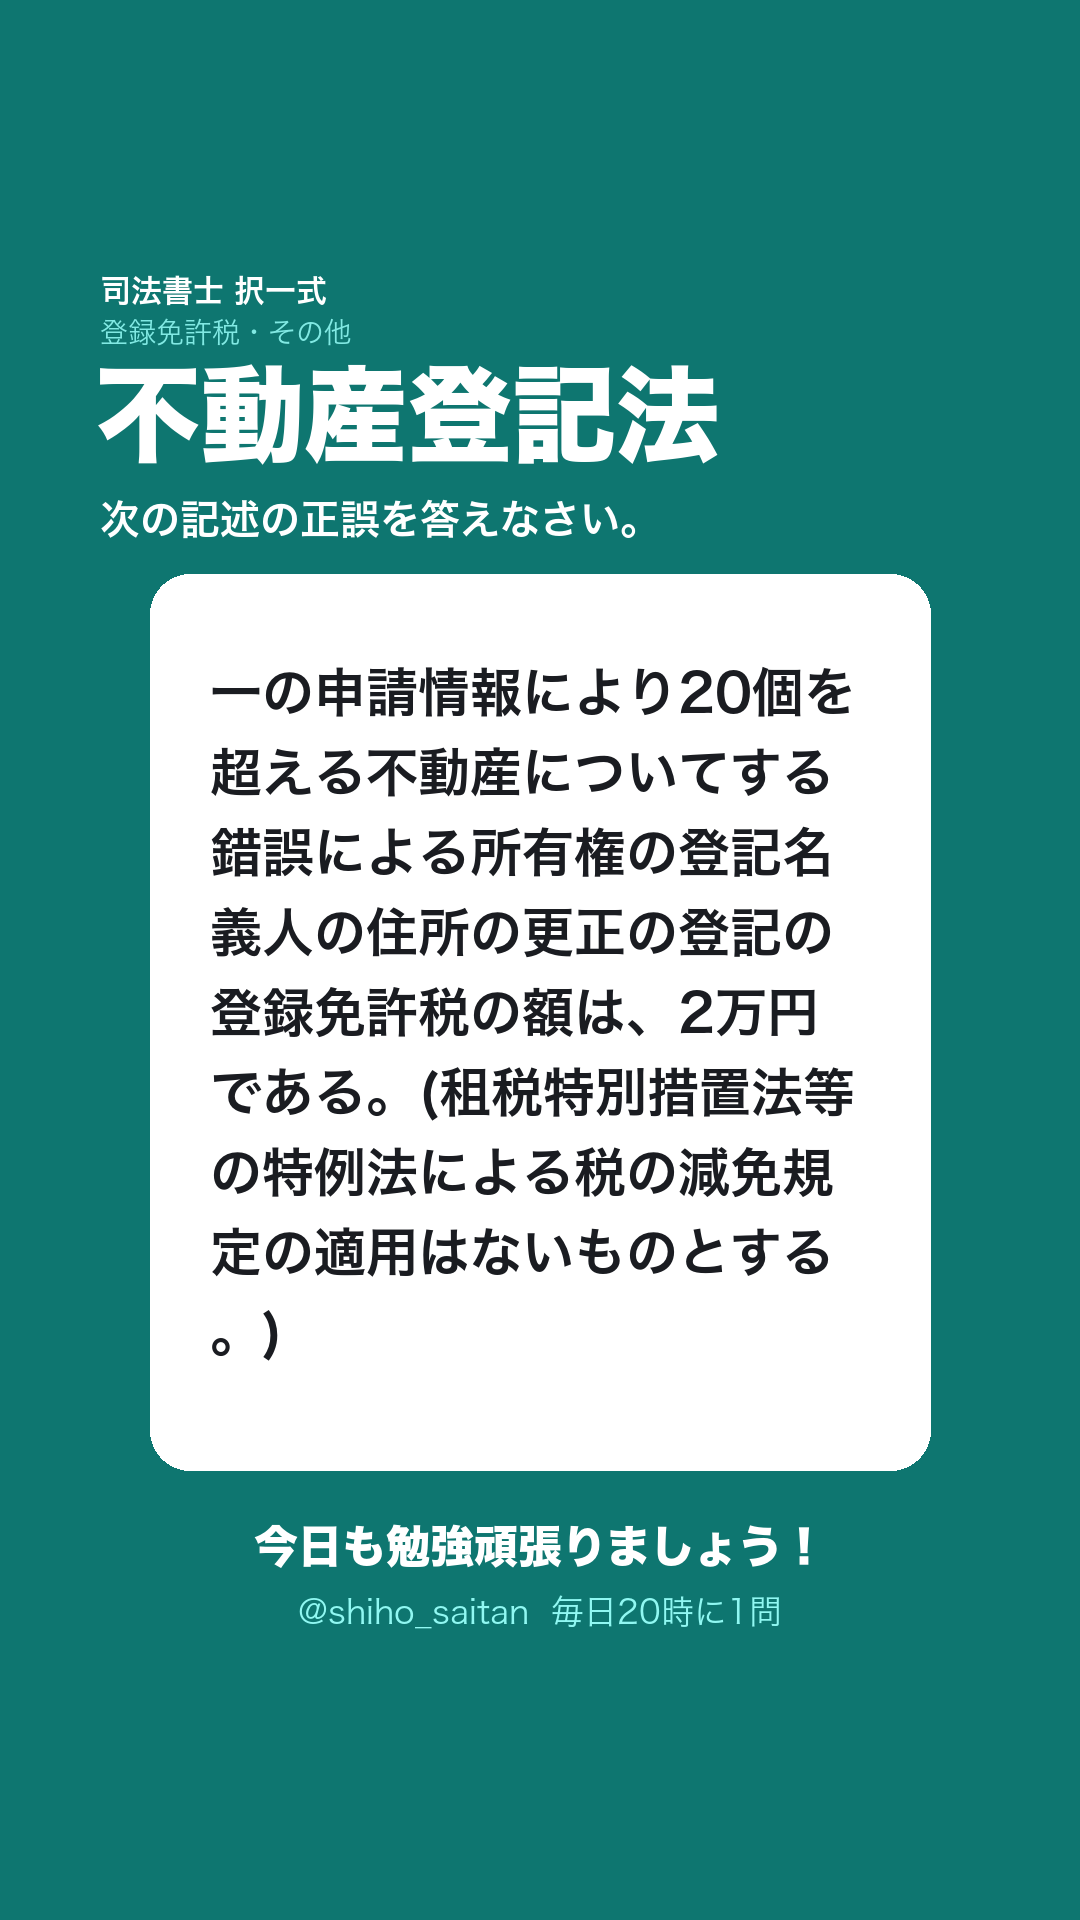 司法書士 択一式
登録免許税・その他
不動産登記法
次の記述の正誤を答えなさい。
一の申請情報により20個を
超える不動産についてする
錯誤による所有権の登記名
義人の住所の更正の登記の
登録免許税の額は、2万円
である。(租税特別措置法等
の特例法による税の減免規
定の適用はないものとする
。)
今日も勉強頑張りましょう！
@shiho_saitan 毎日20時に1問